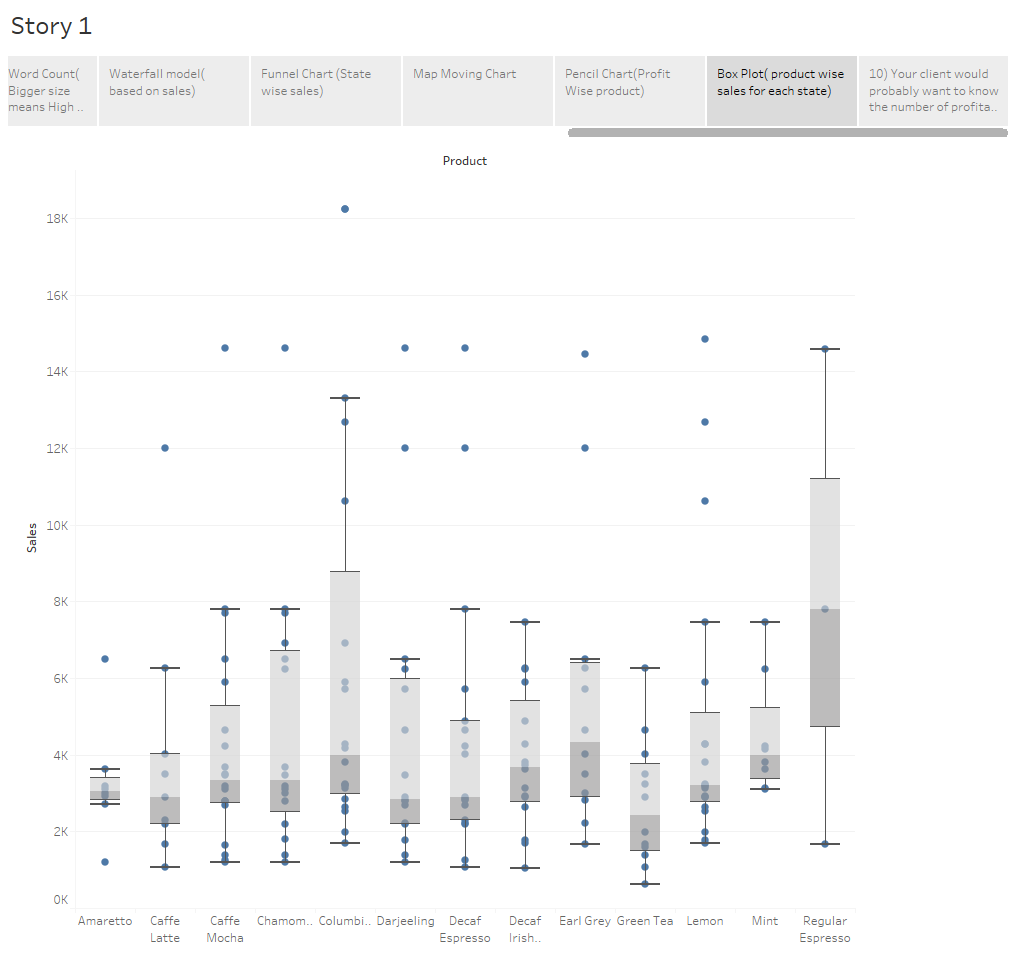 Story 1
Word Count(
Bigger size
means High ..
Waterfall model(
based on sales)
Funnel Chart (State
wise sales)
Map Moving Chart
Pencil Chart(Profit
Wise product)
Box Plot( product wise
sales for each state)
10) Your client would
probably want to know
the number of profita..
Product
18K
16K
14K
12K
10K
8K
6K
4K
2K
0K
Sales
Amaretto
Caffe
Latte
Caffe
Mocha
Chamom..
Columbi..
Darjeeling
Decaf
Espresso
Decaf
Irish..
Earl Grey
Green Tea
Lemon
Mint
Regular
Espresso